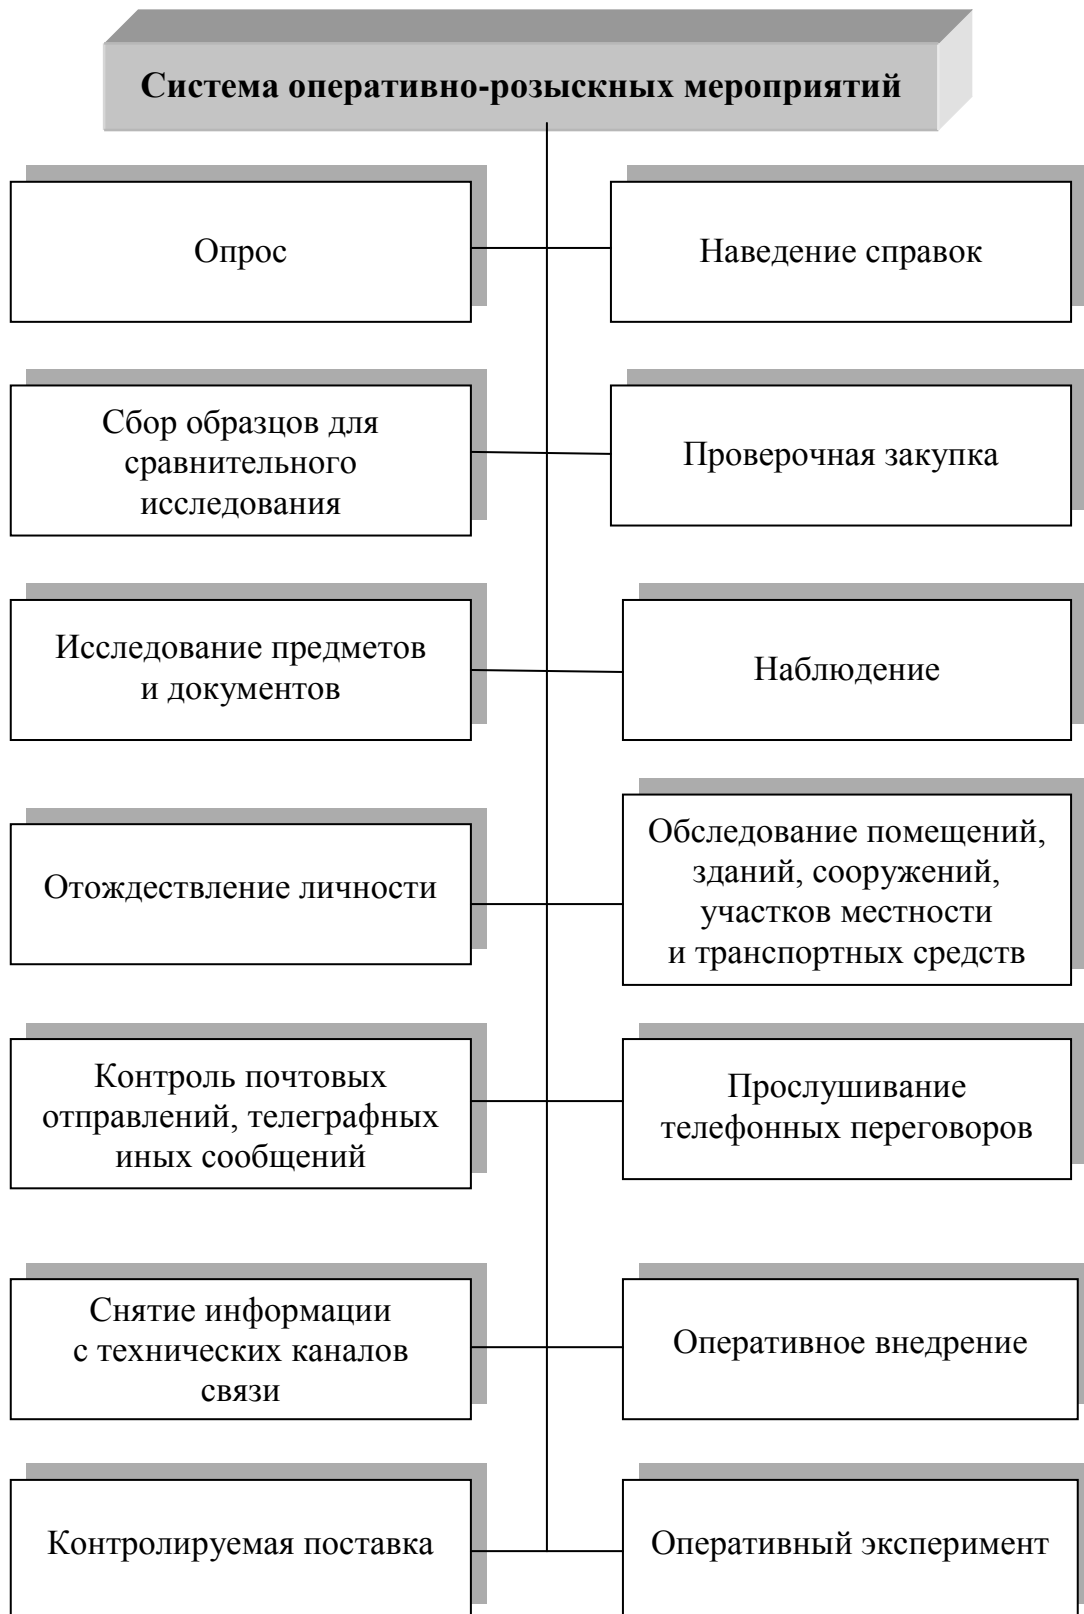 Система оперативно-розыскных мероприятий
Опрос
Наведение справок
Сбор образцов для
сравнительного
исследования
Проверочная закупка
Исследование предметов
и документов
Наблюдение
Отождествление личности
Обследование помещений,
зданий, сооружений,
участков местности
и транспортных средств
Контроль почтовых
отправлений, телеграфных
иных сообщений
Прослушивание
телефонных переговоров
Снятие информации
с технических каналов
связи
Оперативное внедрение
Контролируемая поставка
Оперативный эксперимент